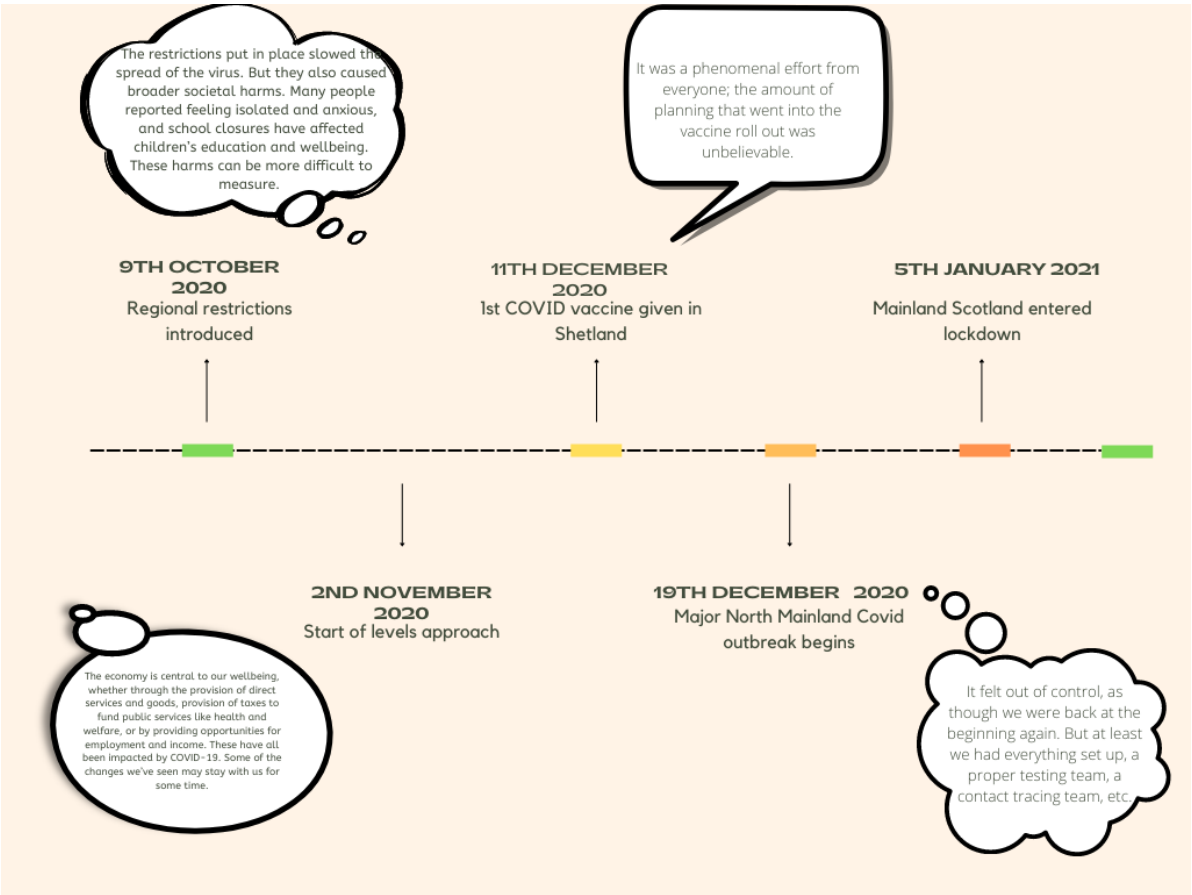 The restrictions put in place slowed the
spread of the virus. But they also caused
broader societal harms. Many people
reported feeling isolated and anxious,
and school closures have affected
children's education and wellbeing.
These harms can be more difficult to
measure.
It was a phenomenal effort from
everyone; the amount of
planning that went into the
vaccine roll out was
unbelievable.
9TH OCTOBER
2020
Regional restrictions
introduced
11TH DECEMBER
2020
1st COVID vaccine given in
Shetland
5TH JANUARY 2021
Mainland Scotland entered
lockdown
2ND NOVEMBER
2020
Start of levels approach
19TH DECEMBER 2020
Major North Mainland Covid
outbreak begins
The economy is central to our wellbeing,
whether through the provision of direct
services and goods, provision of taxes to
fund public services like health and
welfare, or by providing opportunities for
employment and income. These have all
been impacted by COVID-19. Some of the
changes we've seen may stay with us for
some time.
It felt out of control, as
though we were back at the
beginning again. But at least
we had everything set up, a
proper testing team, a
contact tracing team, etc.